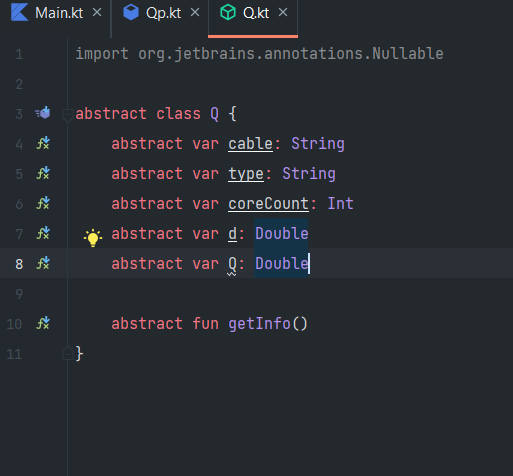 Main.kt × Qp.kt × Q.kt ×
1 import org.jetbrains.annotations.Nullable
2
3 abstract class Q {
4 abstract var cable: String
5 abstract var type: String
6 abstract var coreCount: Int
7 abstract var d: Double
8 abstract var Q: Double
9
10 abstract fun getInfo()
11 }